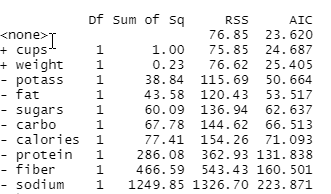 Df Sum of Sq RSS AIC
<none> 76.85 23.620
+ cups 1 1.00 75.85 24.687
+ weight 1 0.23 76.62 25.405
- potass 1 38.84 115.69 50.664
- fat 1 43.58 120.43 53.517
- sugars 1 60.09 136.94 62.637
- carbo 1 67.78 144.62 66.513
- calories 1 77.41 154.26 71.093
- protein 1 286.08 362.93 131.838
- fiber 1 466.59 543.43 160.501
- sodium 1 1249.85 1326.70 223.871